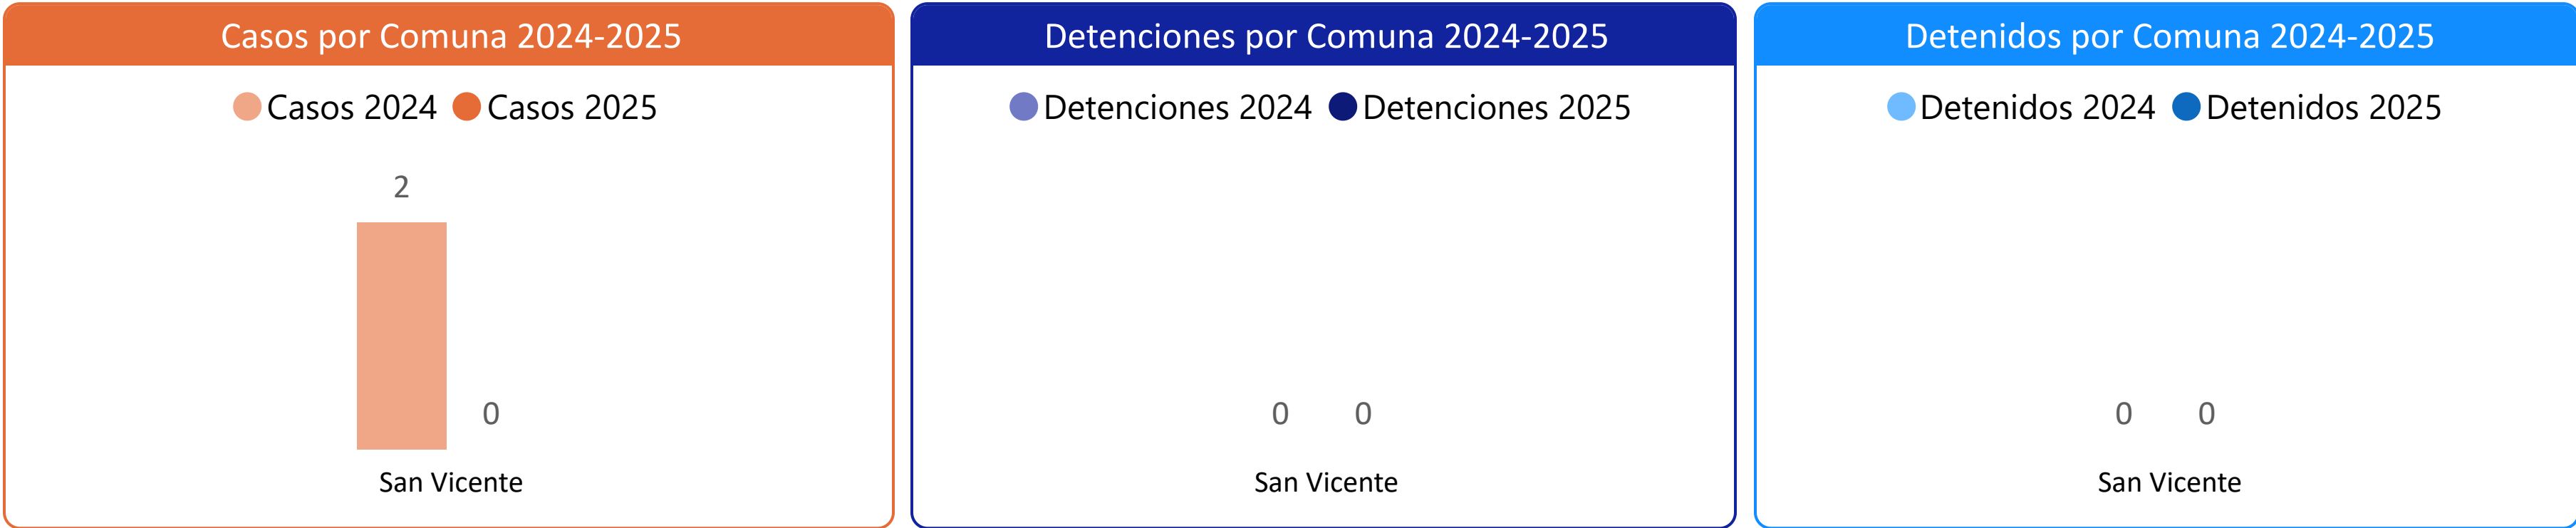 Casos por Comuna 2024-2025
Casos 2024 Casos 2025
2
0
San Vicente
Detenciones por Comuna 2024-2025
Detenciones 2024 Detenciones 2025
0 0
San Vicente
Detenidos por Comuna 2024-2025
Detenidos 2024 Detenidos 2025
0 0
San Vicente